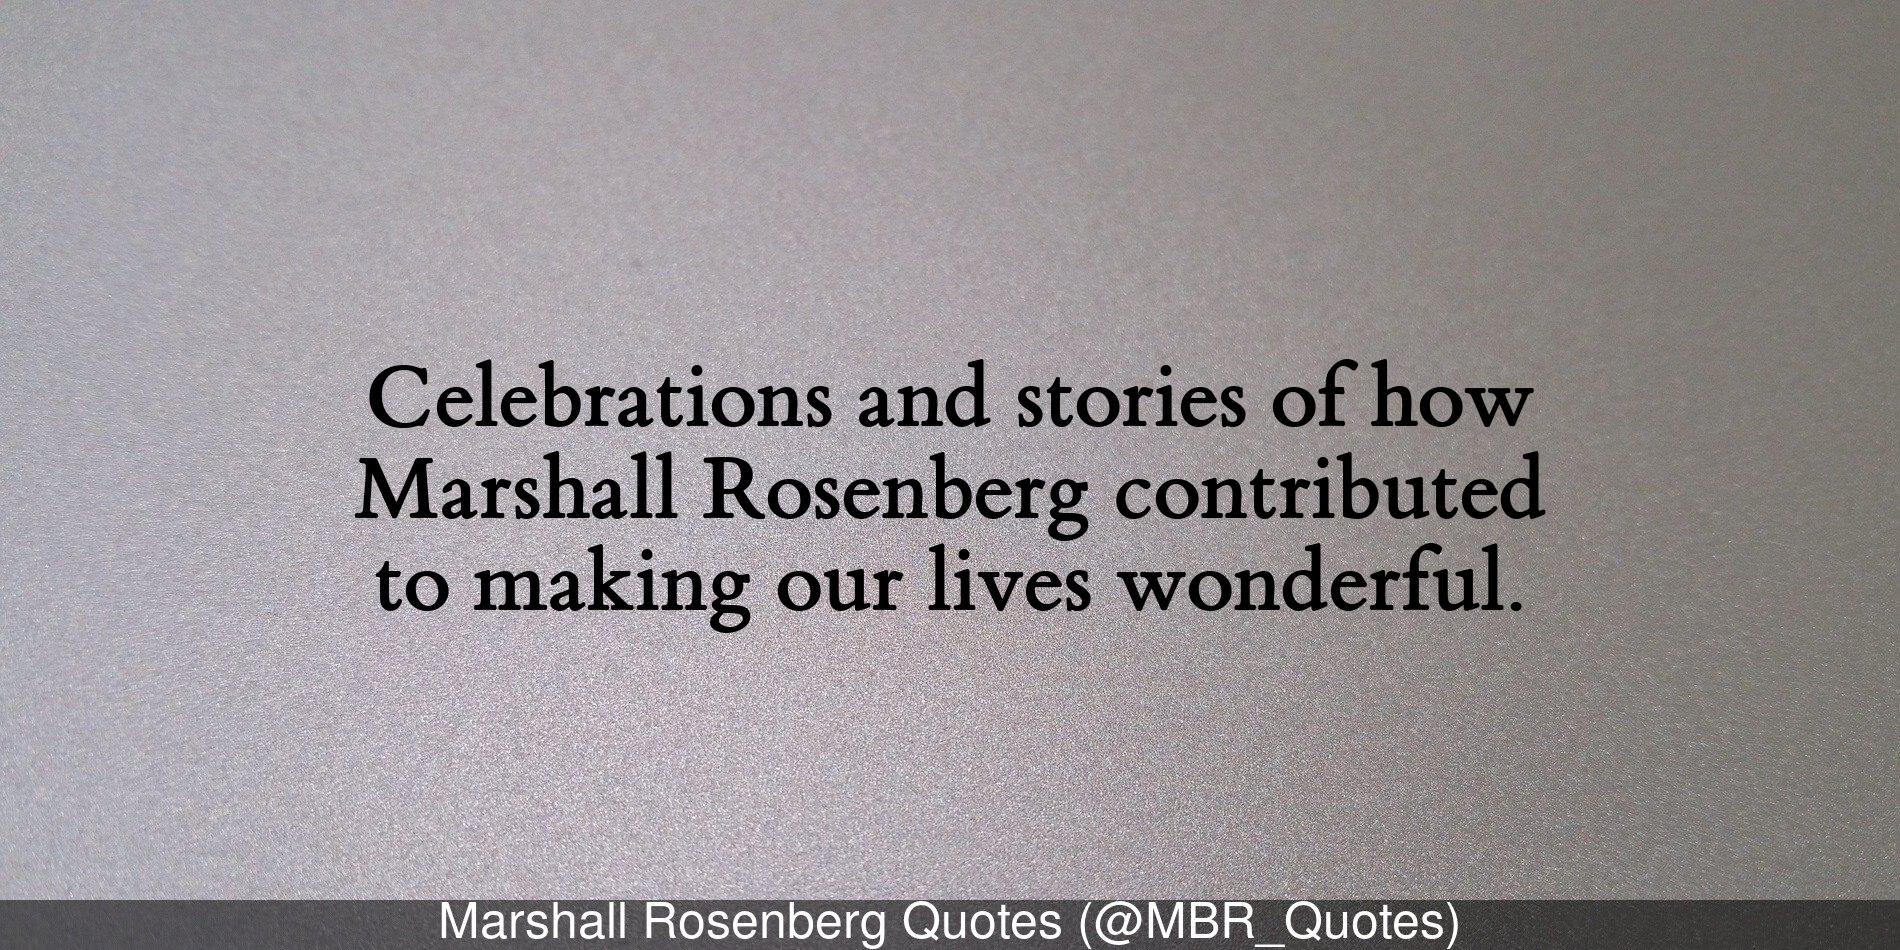 Celebrations and stories of how
Marshall Rosenberg contributed
to making our lives wonderful.
Marshall Rosenberg Quotes (@MBR_Quotes)